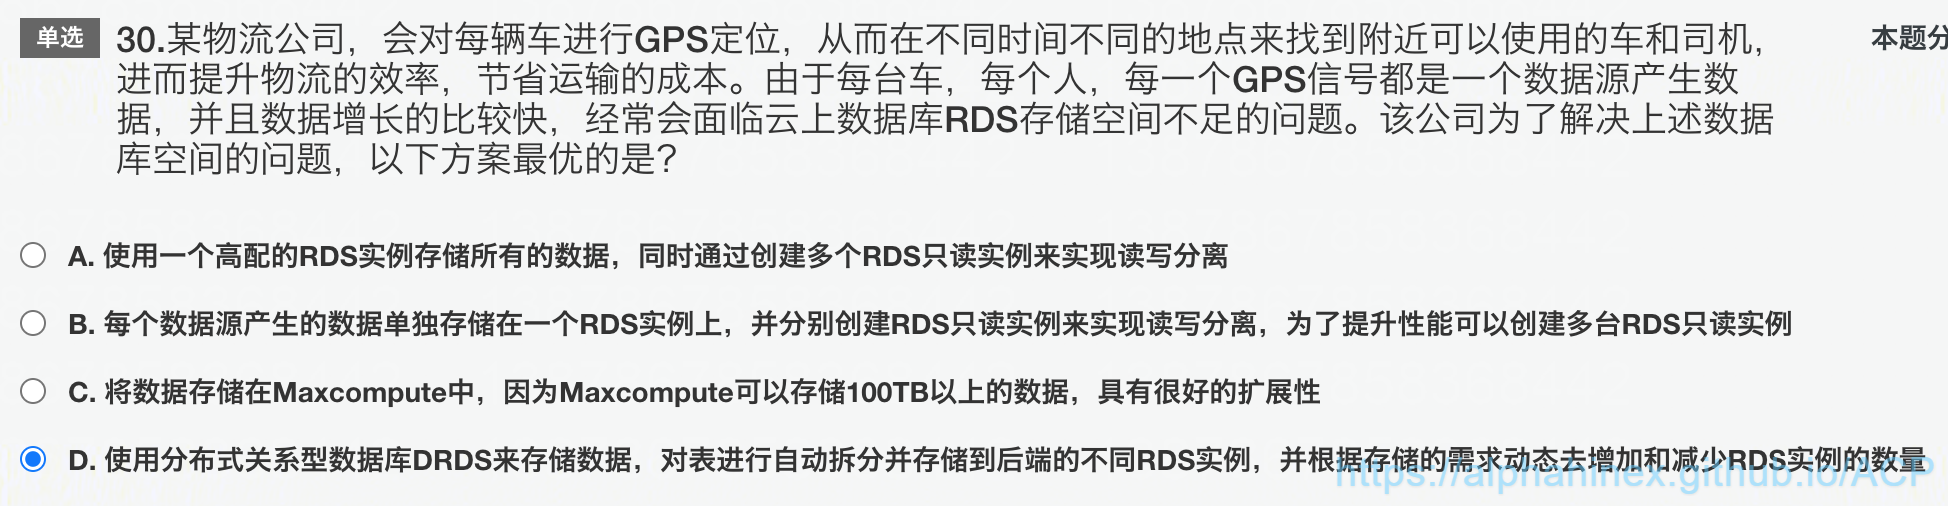 单选 30.某物流公司，会对每辆车进行GPS定位，从而在不同时间不同的地点来找到附近可以使用的车和司机， 本题分
进而提升物流的效率，节省运输的成本。由于每台车，每个人，每一个GPS信号都是一个数据源产生数
据，并且数据增长的比较快，经常会面临云上数据库RDS存储空间不足的问题。该公司为了解决上述数据
库空间的问题，以下方案最优的是？
A. 使用一个高配的RDS实例存储所有的数据，同时通过创建多个RDS只读实例来实现读写分离
B. 每个数据源产生的数据单独存储在一个RDS实例上，并分别创建RDS只读实例来实现读写分离，为了提升性能可以创建多台RDS只读实例
C. 将数据存储在Maxcompute中，因为Maxcompute可以存储100TB以上的数据，具有很好的扩展性
D. 使用分布式关系型数据库DRDS来存储数据，对表进行自动拆分并存储到后端的不同RDS实例，并根据存储的需求动态去增加和减少RDS实例的数量
https://alphahinex.github.io/ACP